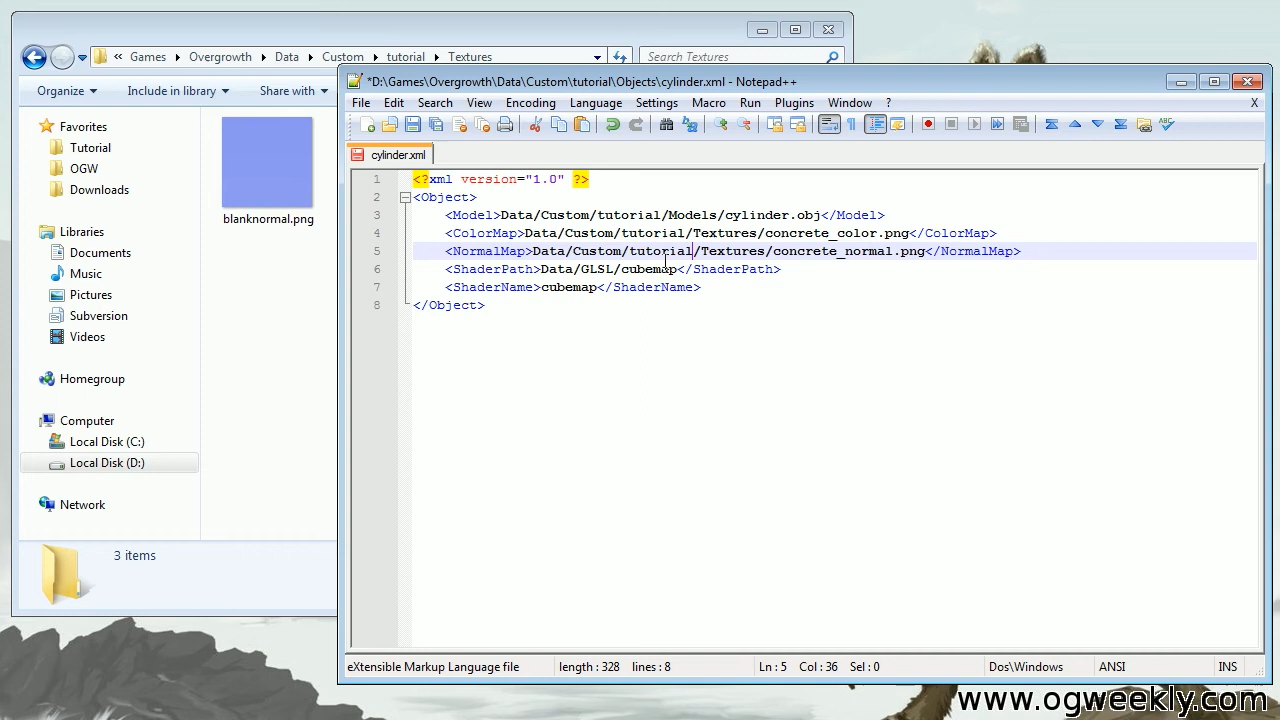 « Games Overgrowth Data Custom tutorial Textures
Search Textures
Organize Include in library Share with
Favorites
Tutorial
OGW
Downloads
Libraries
Documents
Music
Pictures
Subversion
Videos
Homegroup
Computer
Local Disk (C:)
Local Disk (D:)
Network
blanknormal.png
3 items
*D:\Games\Overgrowth\Data\Custom\tutorial\Objects\cylinder.xml - Notepad++
File Edit Search View Encoding Language Settings Macro Run Plugins Window ? X
cylinder.xml
1 <?xml version="1.0" ?>
2 <Object>
3 <Model>Data/Custom/tutorial/Models/cylinder.obj</Model>
4 <ColorMap>Data/Custom/tutorial/Textures/concrete_color.png</ColorMap>
5 <NormalMap>Data/Custom/tutorial/Textures/concrete_normal.png</NormalMap>
6 <ShaderPath>Data/GLSL/cubemap</ShaderPath>
7 <ShaderName>cubemap</ShaderName>
8 </Object>
eXtensible Markup Language file length : 328 lines : 8 Ln : 5 Col : 36 Sel : 0 Dos\Windows ANSI INS
www.ogweekly.com